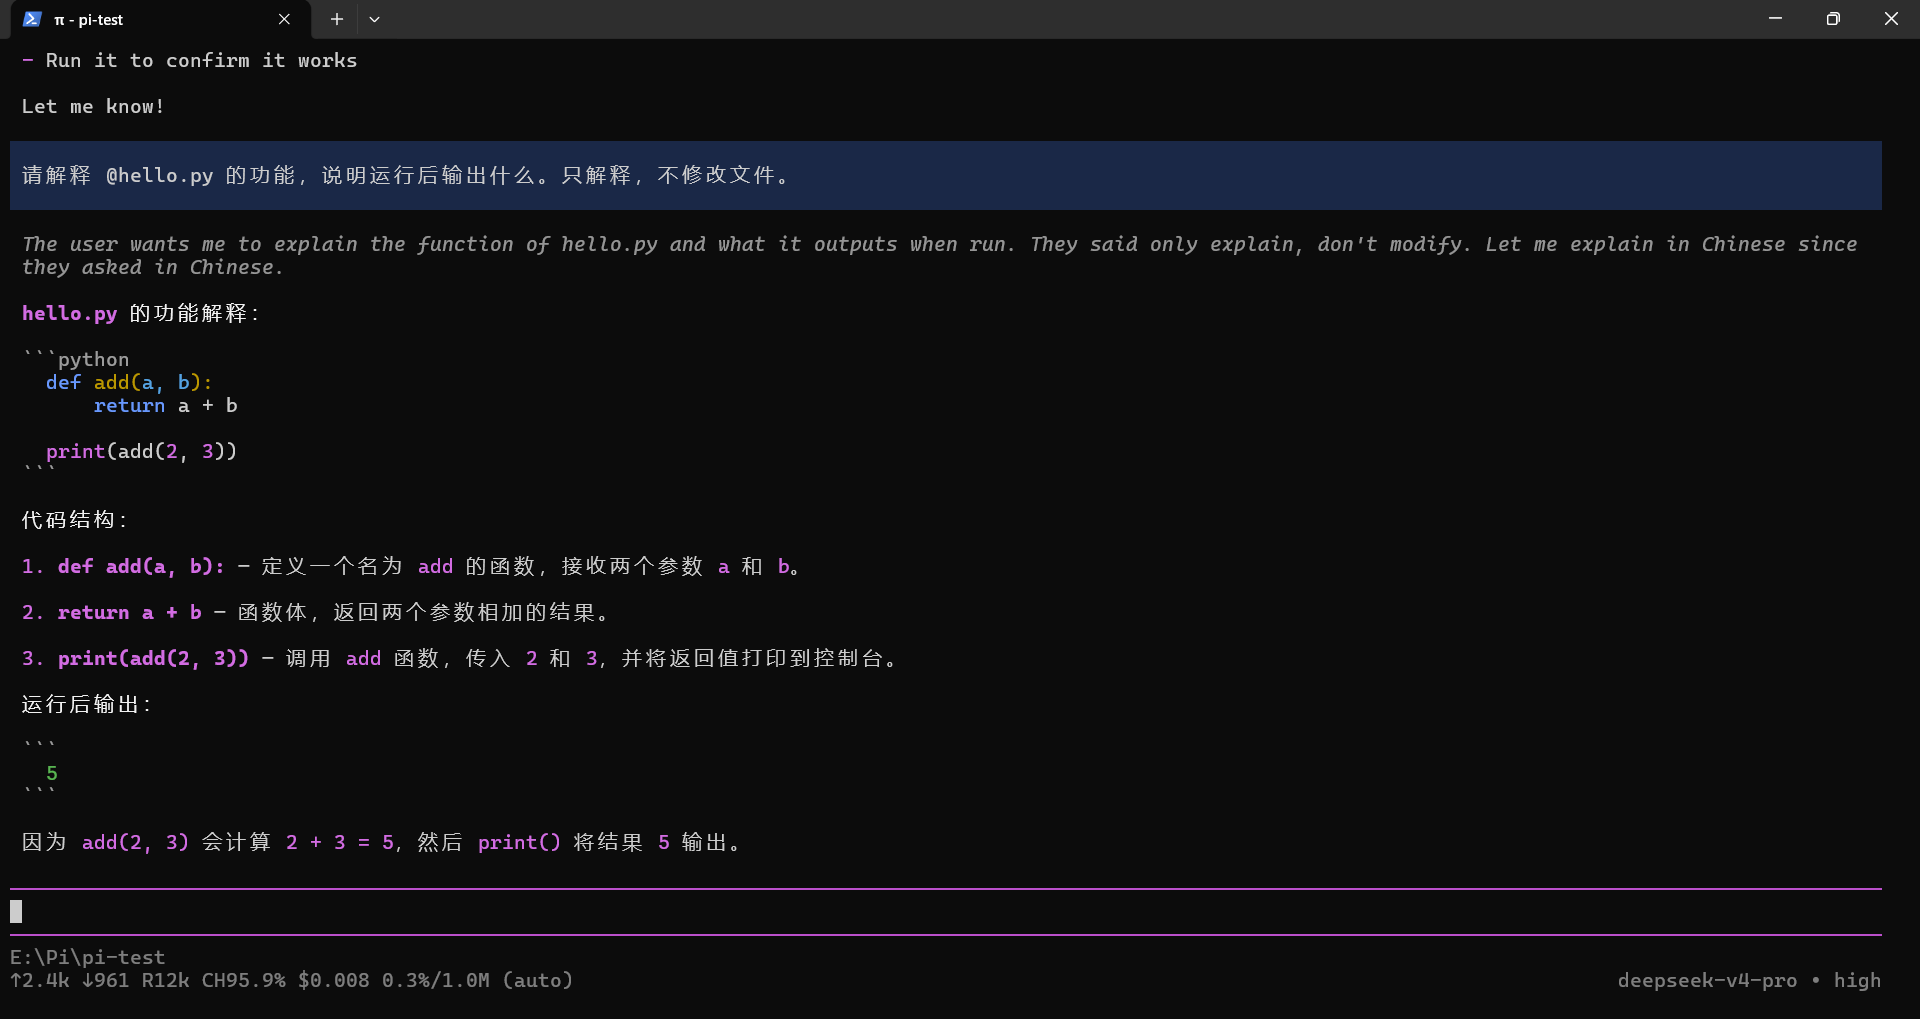 π - pi-test
- Run it to confirm it works
Let me know!
请解释 @hello.py 的功能，说明运行后输出什么。只解释，不修改文件。
The user wants me to explain the function of hello.py and what it outputs when run. They said only explain, don't modify. Let me explain in Chinese since
they asked in Chinese.
hello.py 的功能解释：
```python
  def add(a, b):
      return a + b
  print(add(2, 3))
```
代码结构：
1. def add(a, b): — 定义一个名为 add 的函数，接收两个参数 a 和 b。
2. return a + b — 函数体，返回两个参数相加的结果。
3. print(add(2, 3)) — 调用 add 函数，传入 2 和 3，并将返回值打印到控制台。
运行后输出：
```
  5
```
因为 add(2, 3) 会计算 2 + 3 = 5，然后 print() 将结果 5 输出。
E:\Pi\pi-test
↑2.4k ↓961 R12k CH95.9% $0.008 0.3%/1.0M (auto) deepseek-v4-pro • high